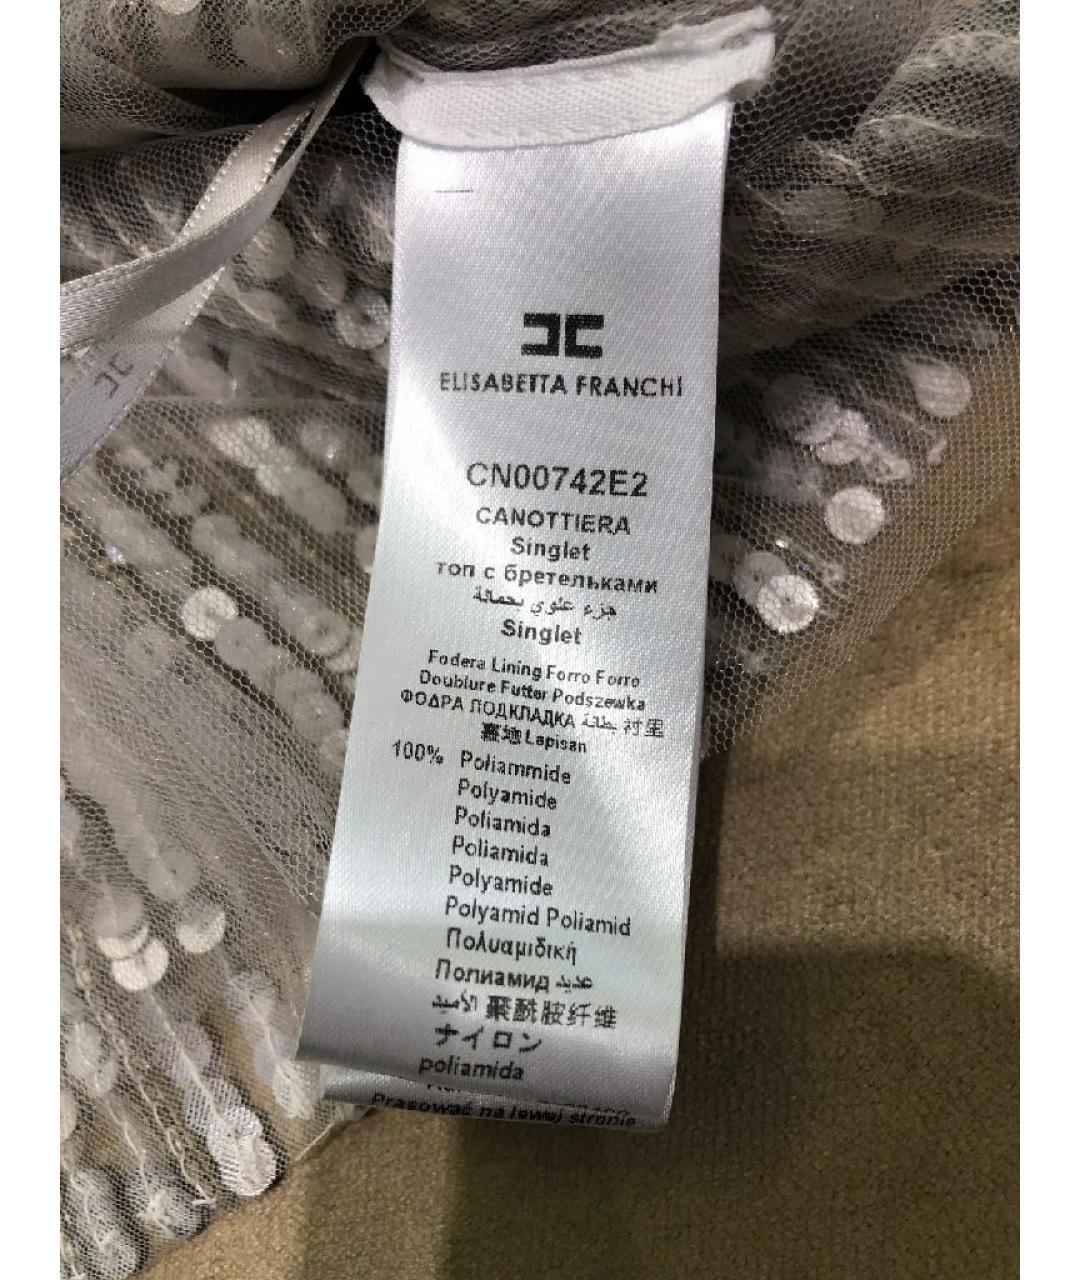 ELISABETTA FRANCHI
CN00742E2
CANOTTIERA
Singlet
топ с бретельками
جزء علوي بحمالة
Singlet
Fodera Lining Forro Forro
Doublure Futter Podszewka
ΦΟΔΡΑ ПОДКЛАДКА بطانة 衬里
裏地 Lapisan
100% Poliammide
Polyamide
Poliamida
Poliamida
Polyamide
Polyamid Poliamid
Πολυαμιδική
Полиамид عديد
الأميد 聚酰胺纤维
ナイロン
poliamida
Prasować na lewej stronie